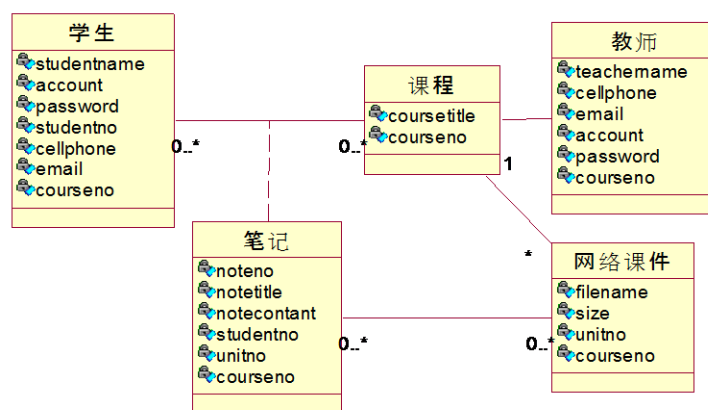 学生
studentname
account
password
studentno
cellphone
email
courseno
0..*
0..*
课程
coursetitle
courseno
1
教师
teachername
cellphone
email
account
password
courseno
笔记
noteno
notetitle
notecontant
studentno
unitno
courseno
0..*
0..*
*
网络课件
filename
size
unitno
courseno